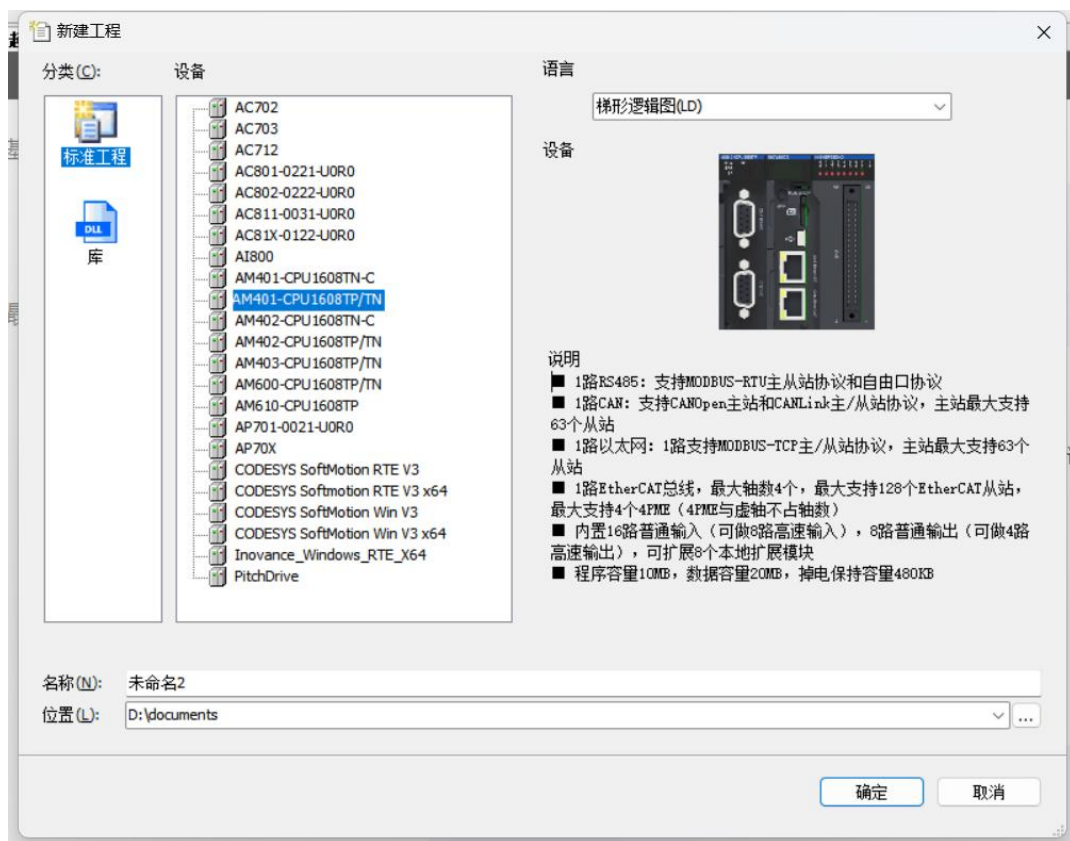 新建工程
分类(C):
设备
语言
标准工程
库
AC702
AC703
AC712
AC801-0221-U0R0
AC802-0222-U0R0
AC811-0031-U0R0
AC81X-0122-U0R0
AI800
AM401-CPU1608TN-C
AM401-CPU1608TP/TN
AM402-CPU1608TN-C
AM402-CPU1608TP/TN
AM403-CPU1608TP/TN
AM600-CPU1608TP/TN
AM610-CPU1608TP
AP701-0021-U0R0
AP70X
CODESYS SoftMotion RTE V3
CODESYS Softmotion RTE V3 x64
CODESYS SoftMotion Win V3
CODESYS SoftMotion Win V3 x64
Inovance_Windows_RTE_X64
PitchDrive
梯形逻辑图(LD)
设备
说明
■ 1路RS485: 支持MODBUS-RTU主从站协议和自由口协议
■ 1路CAN: 支持CANOpen主站和CANLink主/从站协议，主站最大支持
63个从站
■ 1路以太网: 1路支持MODBUS-TCP主/从站协议，主站最大支持63个
从站
■ 1路EtherCAT总线，最大轴数4个，最大支持128个EtherCAT从站，
最大支持4个4PME（4PME与虚轴不占轴数）
■ 内置16路普通输入（可做8路高速输入），8路普通输出（可做4路
高速输出），可扩展8个本地扩展模块
■ 程序容量10MB，数据容量20MB，掉电保持容量480KB
名称(N):
未命名2
位置(L):
D:\documents
...
确定
取消
DLL